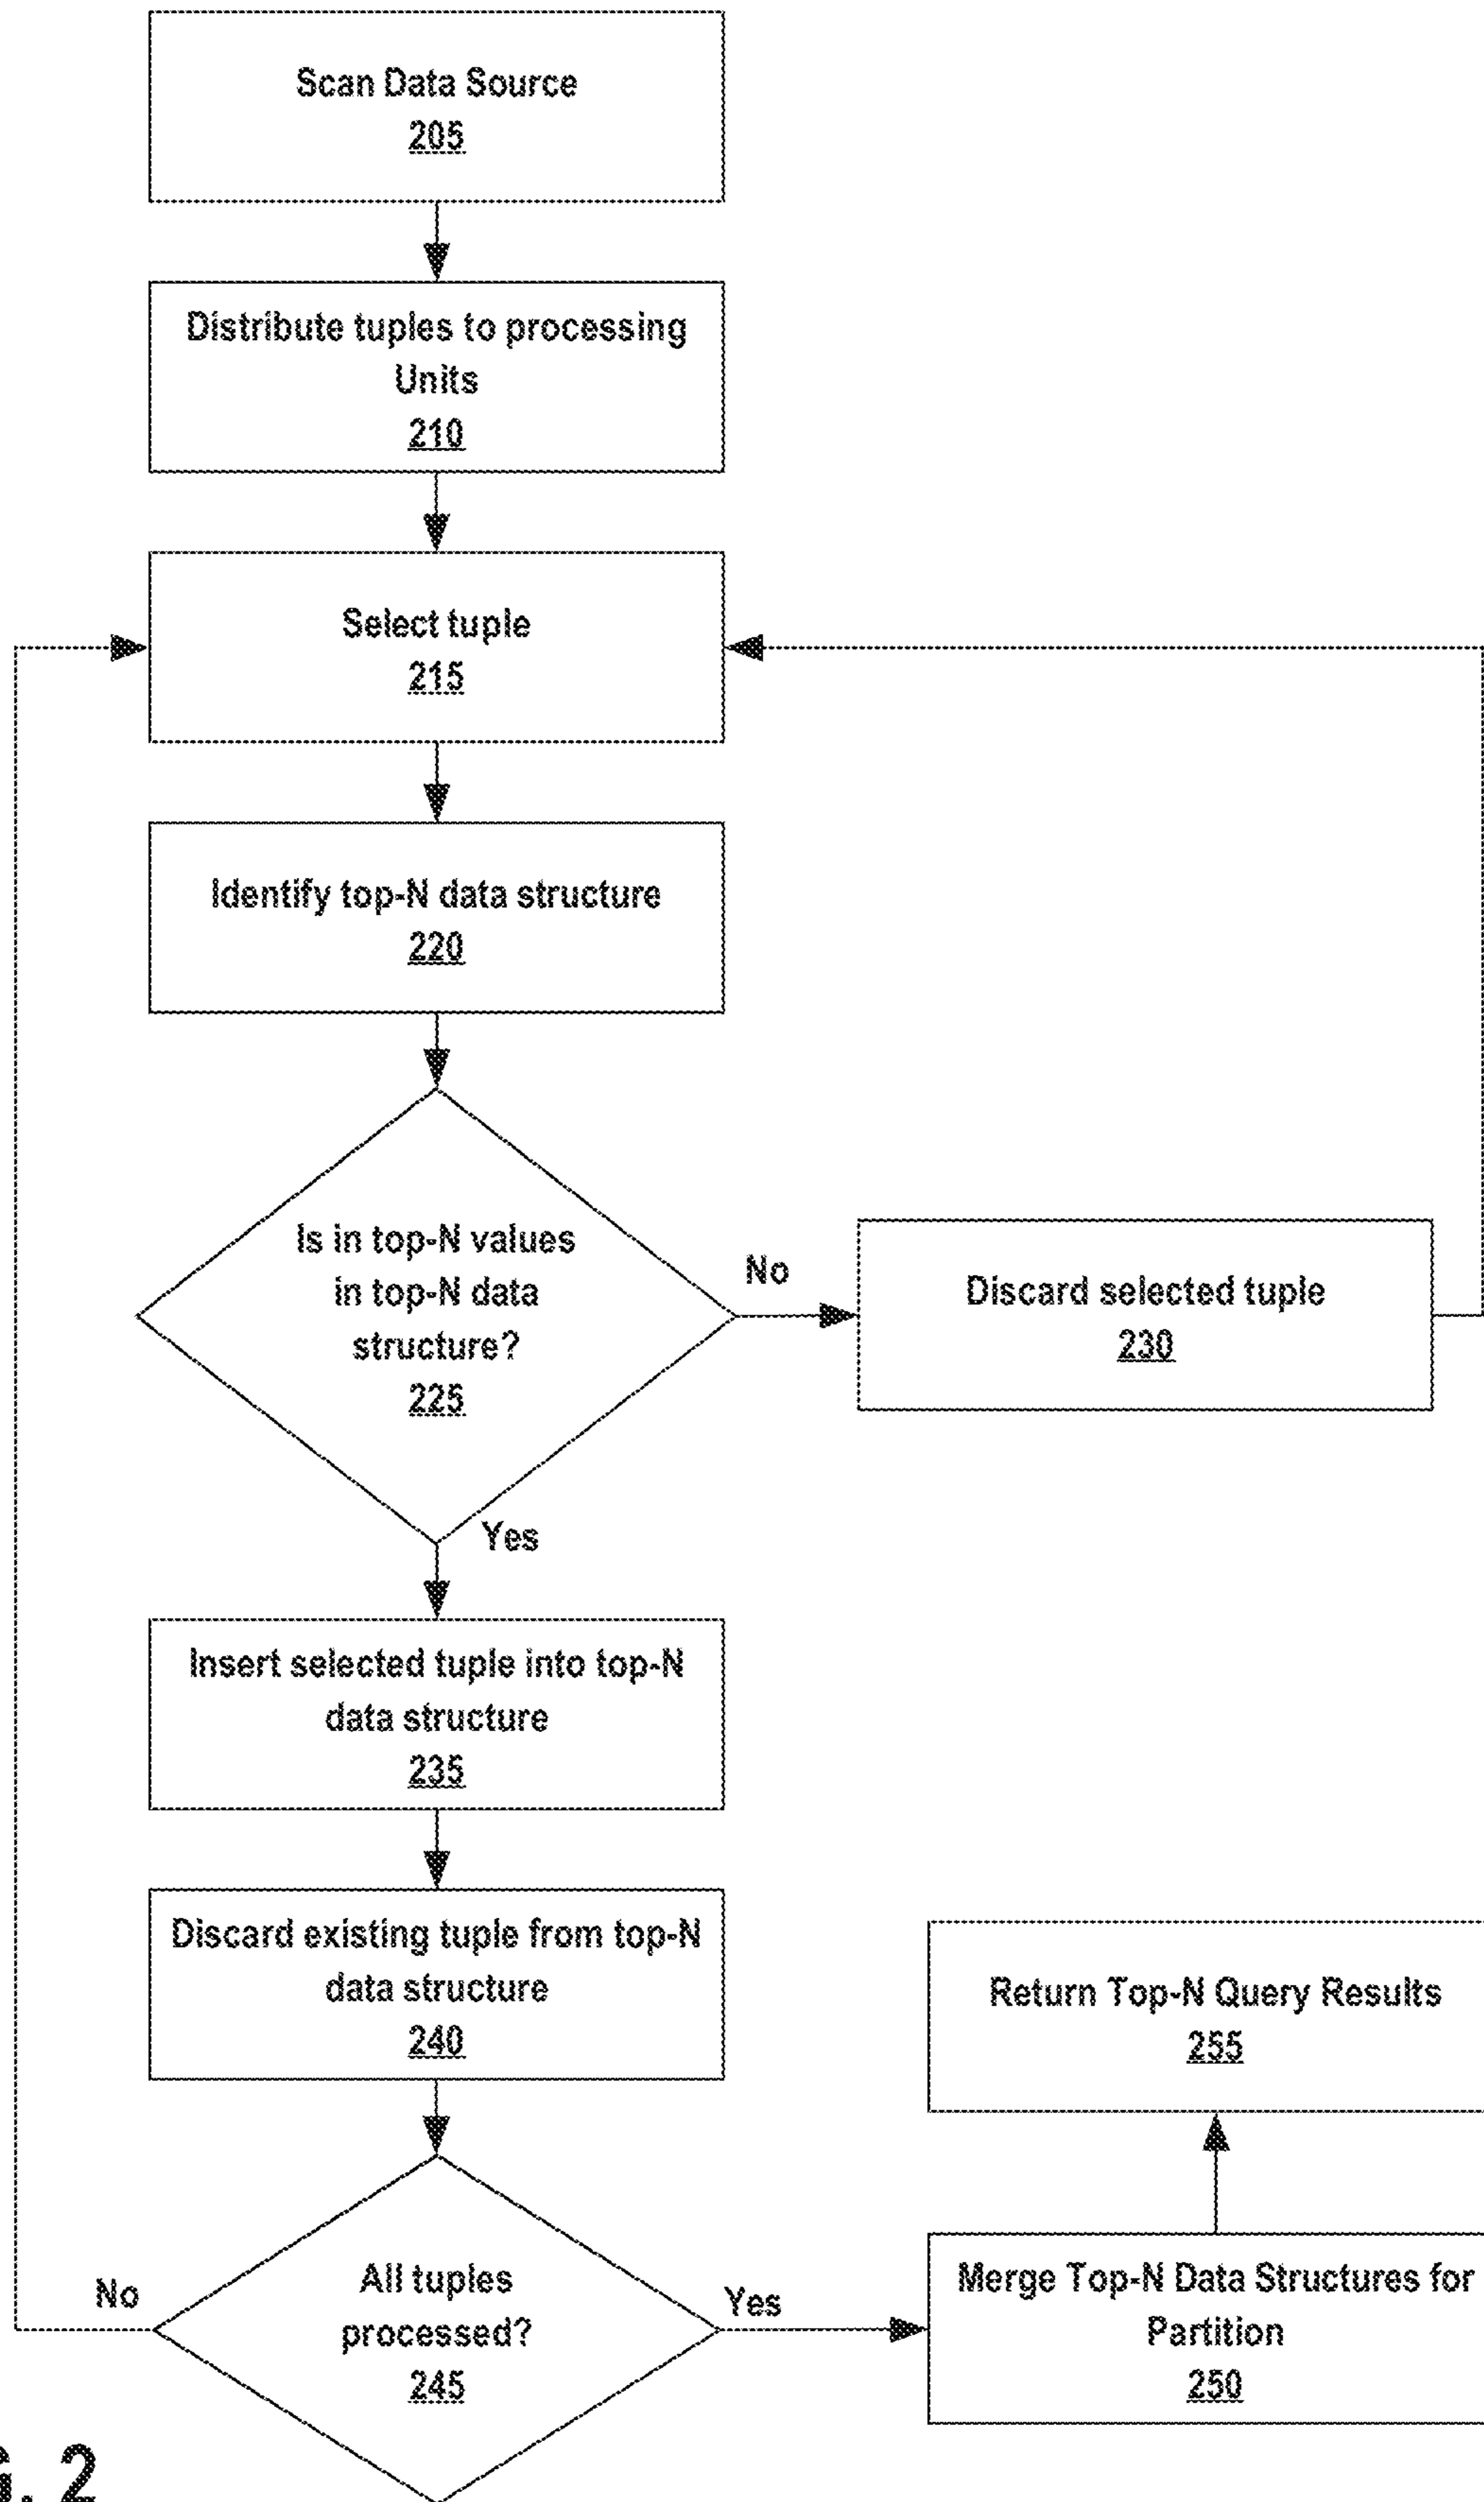 Scan Data Source
205
Distribute tuples to processing
Units
210
Select tuple
215
Identify top-N data structure
220
Is in top-N values
in top-N data
structure?
225
No
Discard selected tuple
230
Yes
Insert selected tuple into top-N
data structure
235
Discard existing tuple from top-N
data structure
240
Return Top-N Query Results
255
All tuples
processed?
245
No
Yes
Merge Top-N Data Structures for
Partition
250
G. 2